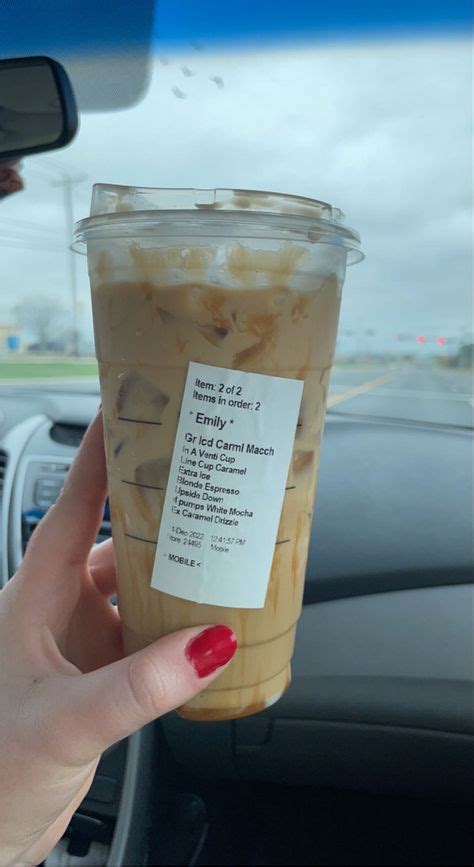 Item: 2 of 2
Items in order: 2
* Emily *
Gr Icd Carml Macch
In A Venti Cup
Line Cup Caramel
Extra Ice
Blonde Espresso
Upside Down
4 pumps White Mocha
Ex Caramel Drizzle
1-Dec-2022 12:41:57 PM
Store: 21495 Mobile
> MOBILE <